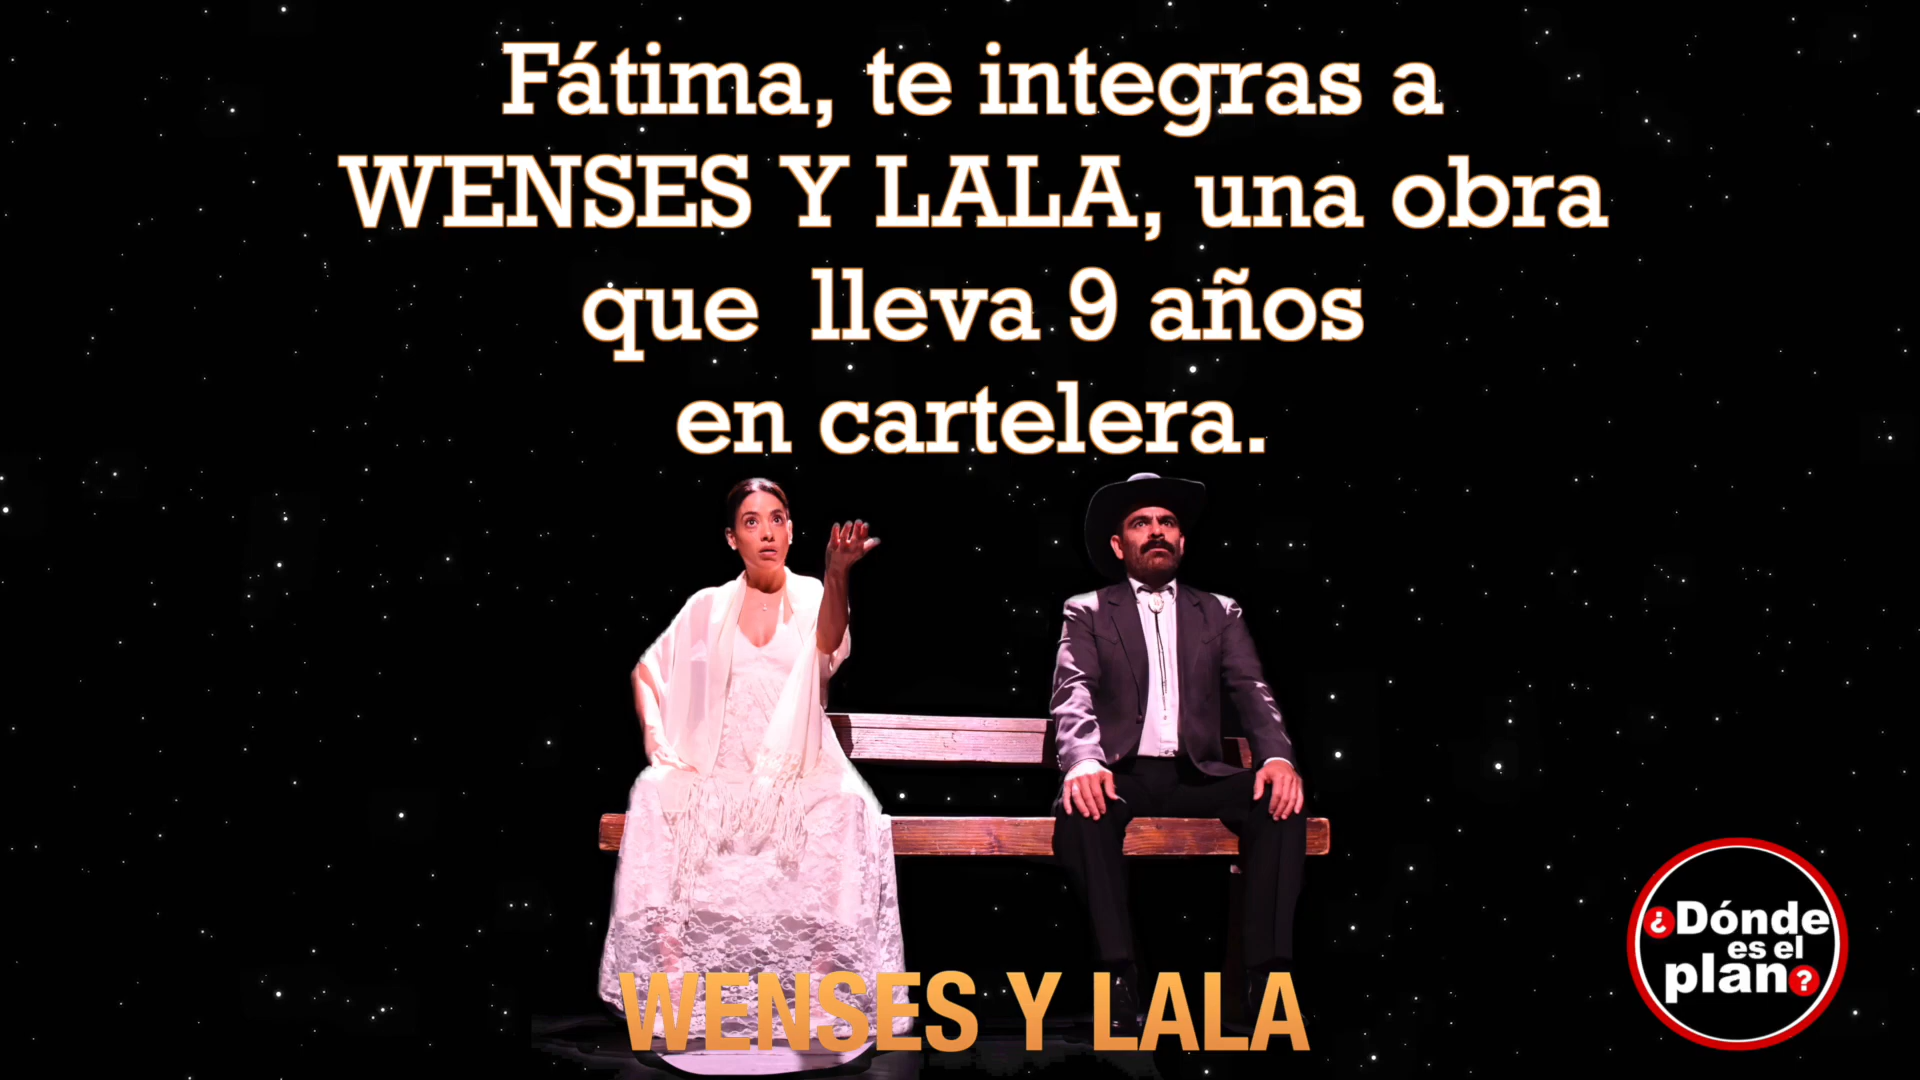 Fátima, te integras a
WENSES Y LALA, una obra
que lleva 9 años
en cartelera.
WENSES Y LALA
¿Dónde
es el
plan?